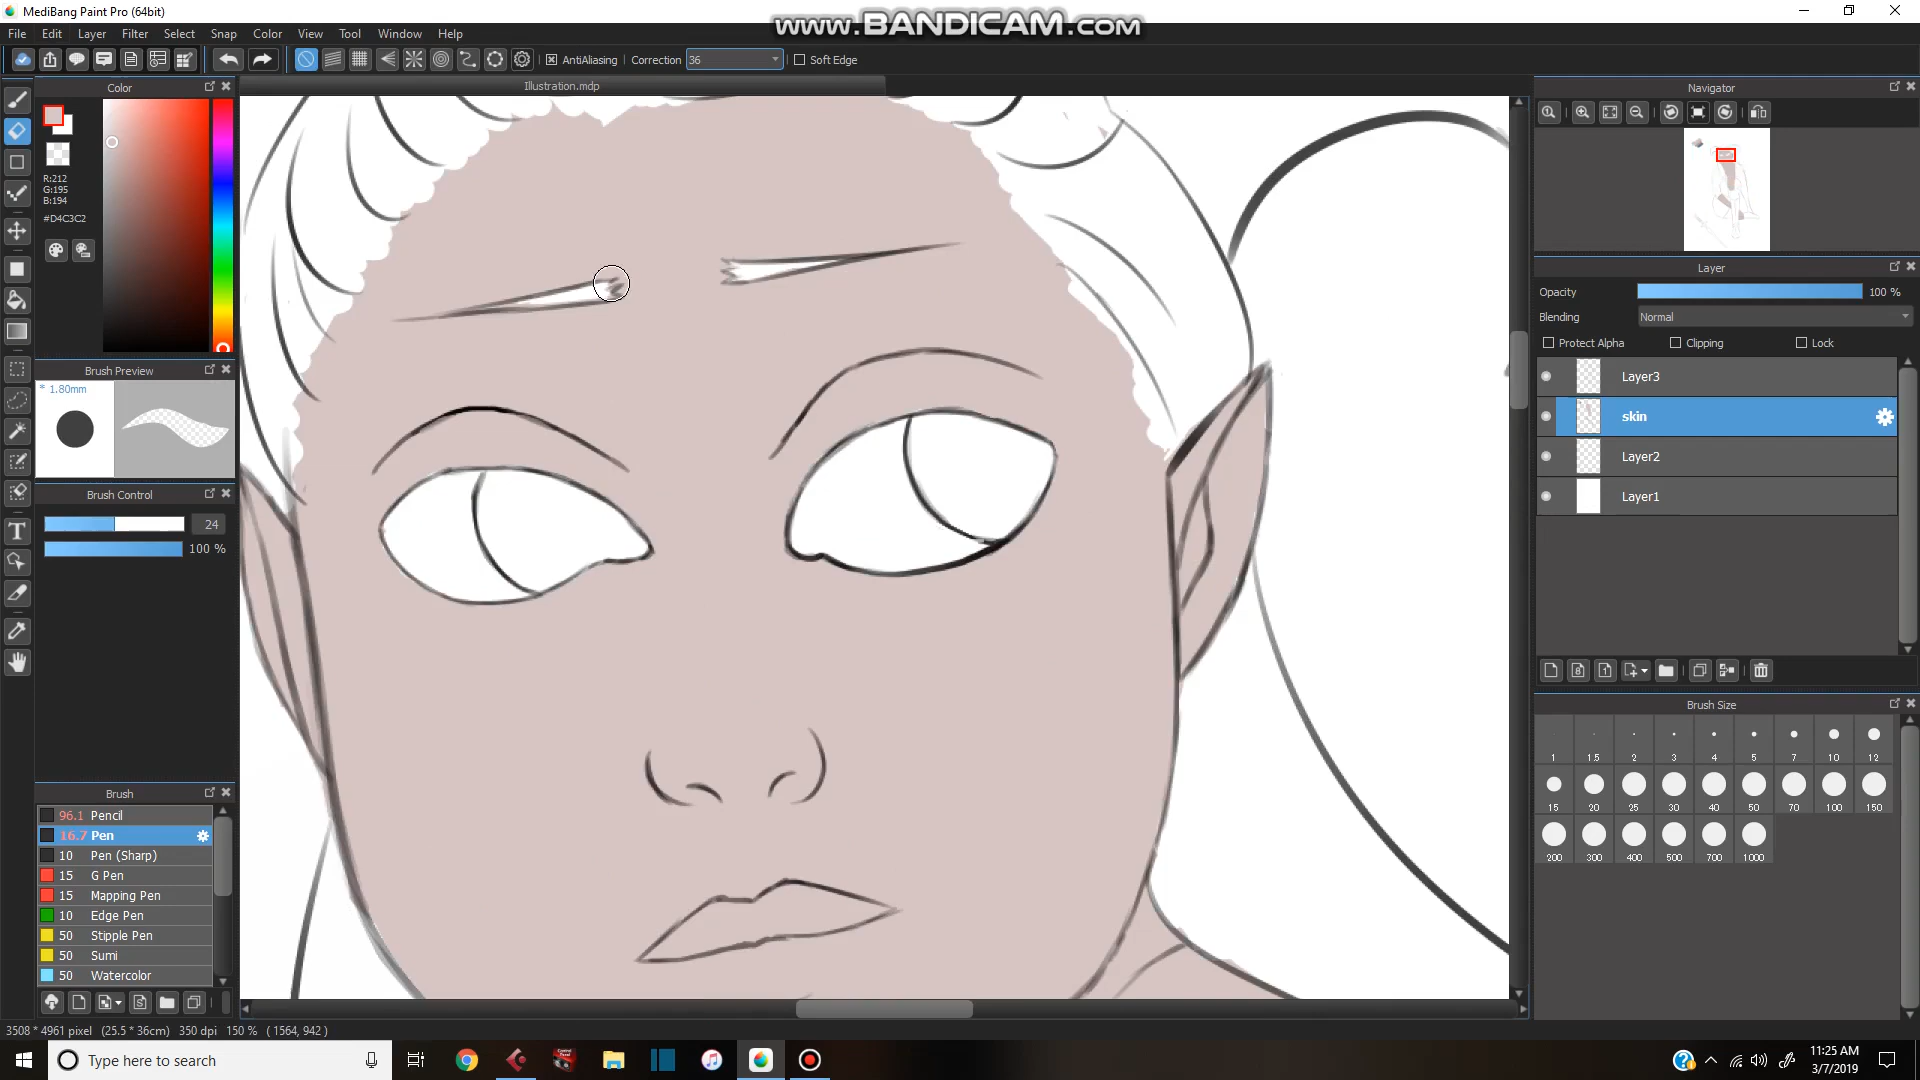 MediBang Paint Pro (64bit)
www.BANDICAM.com
File Edit Layer Filter Select Snap Color View Tool Window Help
AntiAliasing Correction 36 Soft Edge
Color
Illustration.mdp
Navigator
R:212
G:195
B:194
#D4C3C2
Layer
Opacity 100 %
Blending Normal
Protect Alpha Clipping Lock
Brush Preview
* 1.80mm
Layer3
skin
Layer2
Layer1
Brush Control
24
100 %
Brush Size
1 1.5 2 3 4 5 7 10 12
15 20 25 30 40 50 70 100 150
200 300 400 500 700 1000
Brush
96.1 Pencil
16.7 Pen
10 Pen (Sharp)
15 G Pen
15 Mapping Pen
10 Edge Pen
50 Stipple Pen
50 Sumi
50 Watercolor
3508 * 4961 pixel (25.5 * 36cm) 350 dpi 150 % ( 1564, 942 )
Type here to search
11:25 AM
3/7/2019